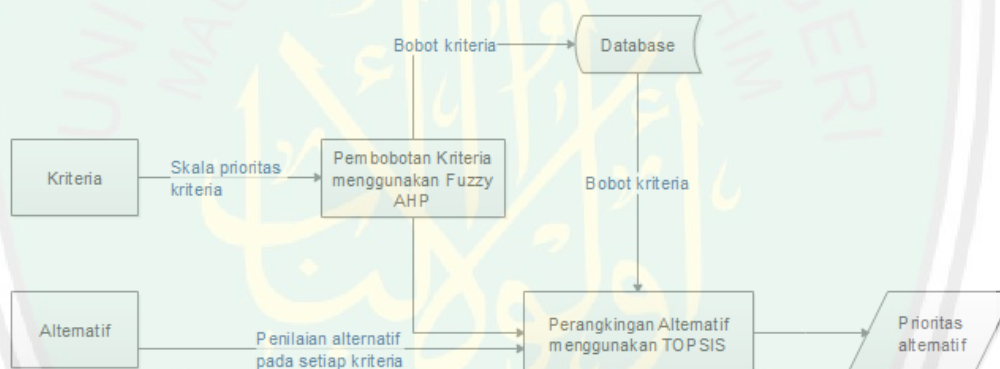 Bobot kriteria
Database
Kriteria
Skala prioritas
kriteria
Pembobotan Kriteria
menggunakan Fuzzy
AHP
Bobot kriteria
Alternatif
Penilaian alternatif
pada setiap kriteria
Perangkingan Alternatif
menggunakan TOPSIS
Prioritas
alternatif